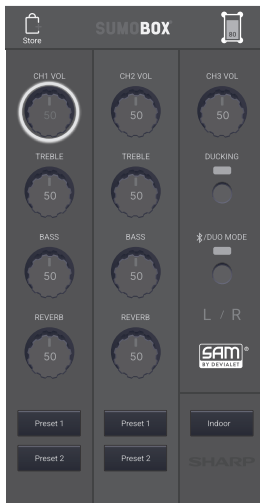 SUMOBOX
80
Store
CH1 VOL
CH2 VOL
CH3 VOL
50
50
50
TREBLE
TREBLE
DUCKING
50
50
BASS
BASS
/DUO MODE
50
50
REVERB
REVERB
L / R
50
50
SAM
BY DEVIALET
Preset 1
Preset 1
Indoor
Preset 2
Preset 2
SHARP